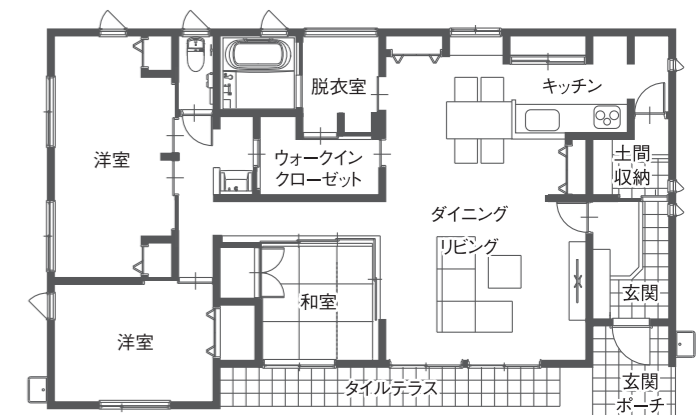 脱衣室
キッチン
洋室
ウォークイン
クローゼット
土間
収納
ダイニング
リビング
和室
玄関
洋室
タイルテラス
玄関
ポーチ